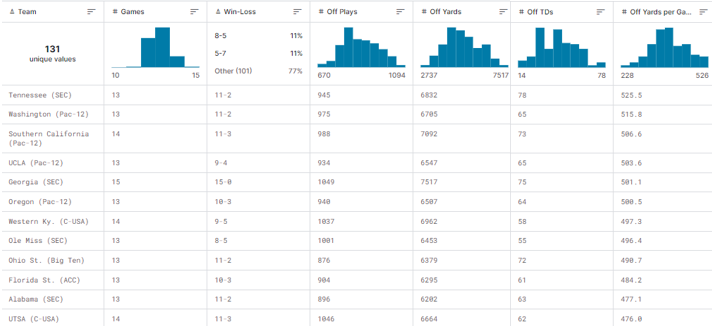 Team # Games Win-Loss # Off Plays # Off Yards # Off TDs # Off Yards per Ga...
131
unique values
10 15
8-5 11%
5-7 11%
Other (101) 77%
670 1094
2737 7517
14 78
228 526
Tennessee (SEC) 13 11-2 945 6832 78 525.5
Washington (Pac-12) 13 11-2 975 6705 65 515.8
Southern California
(Pac-12) 14 11-3 988 7092 73 506.6
UCLA (Pac-12) 13 9-4 934 6547 65 503.6
Georgia (SEC) 15 15-0 1049 7517 75 501.1
Oregon (Pac-12) 13 10-3 940 6507 64 500.5
Western Ky. (C-USA) 14 9-5 1037 6962 58 497.3
Ole Miss (SEC) 13 8-5 1001 6453 55 496.4
Ohio St. (Big Ten) 13 11-2 876 6379 72 490.7
Florida St. (ACC) 13 10-3 904 6295 61 484.2
Alabama (SEC) 13 11-2 896 6202 63 477.1
UTSA (C-USA) 14 11-3 1046 6664 62 476.0